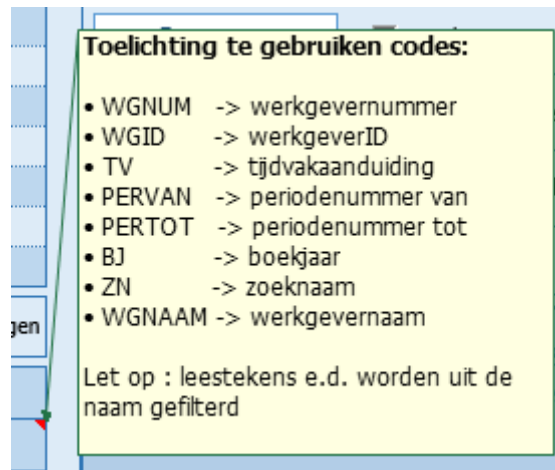 Toelichting te gebruiken codes:
• WGNUM -> werkgevernummer
• WGID -> werkgeverID
• TV -> tijdvakaanduiding
• PERVAN -> periodenummer van
• PERTOT -> periodenummer tot
• BJ -> boekjaar
• ZN -> zoeknaam
• WGNAAM -> werkgevernaam
gen
Let op : leestekens e.d. worden uit de
naam gefilterd